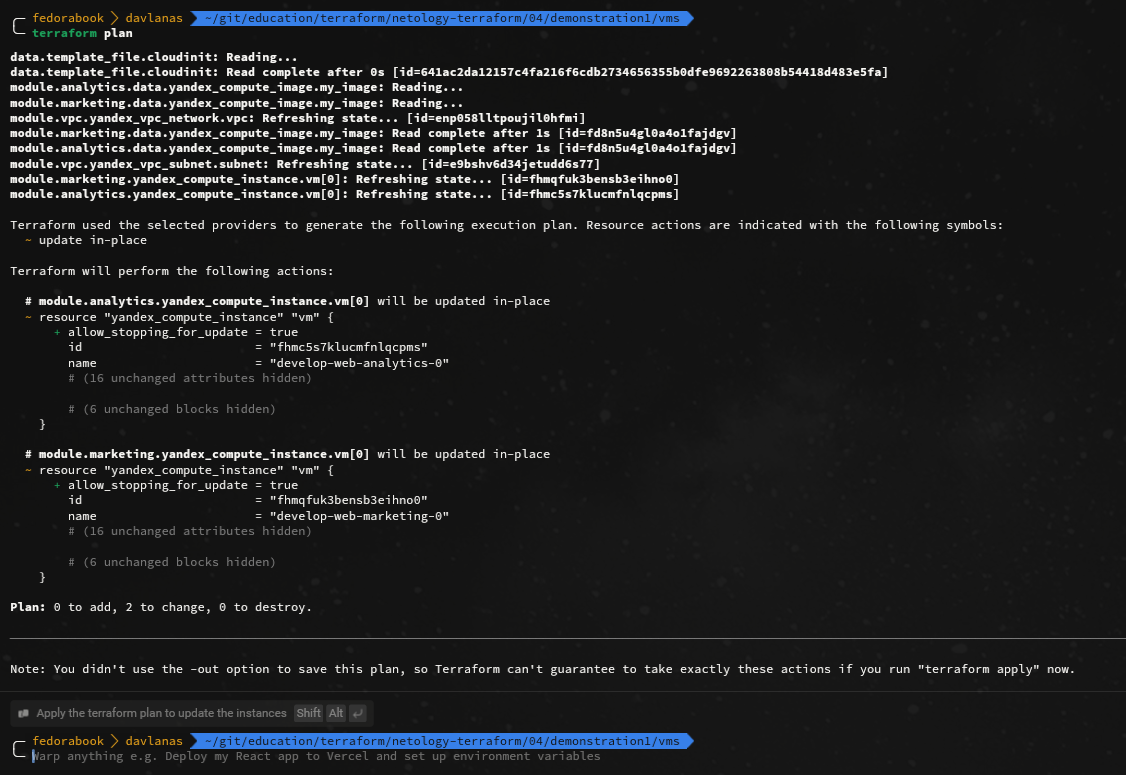 fedorabook davlanas ~/git/education/terraform/netology-terraform/04/demonstration1/vms
terraform plan
data.template_file.cloudinit: Reading...
data.template_file.cloudinit: Read complete after 0s [id=641ac2da12157c4fa216f6cdb2734656355b0dfe9692263808b54418d483e5fa]
module.analytics.data.yandex_compute_image.my_image: Reading...
module.marketing.data.yandex_compute_image.my_image: Reading...
module.vpc.yandex_vpc_network.vpc: Refreshing state... [id=enp058lltpoujil0hfmi]
module.marketing.data.yandex_compute_image.my_image: Read complete after 1s [id=fd8n5u4gl0a4o1fajdgv]
module.analytics.data.yandex_compute_image.my_image: Read complete after 1s [id=fd8n5u4gl0a4o1fajdgv]
module.vpc.yandex_vpc_subnet.subnet: Refreshing state... [id=e9bshv6d34jetudd6s77]
module.marketing.yandex_compute_instance.vm[0]: Refreshing state... [id=fhmqfuk3bensb3eihno0]
module.analytics.yandex_compute_instance.vm[0]: Refreshing state... [id=fhmc5s7klucmfnlqcpms]
Terraform used the selected providers to generate the following execution plan. Resource actions are indicated with the following symbols:
~ update in-place
Terraform will perform the following actions:
# module.analytics.yandex_compute_instance.vm[0] will be updated in-place
~ resource "yandex_compute_instance" "vm" {
+ allow_stopping_for_update = true
id = "fhmc5s7klucmfnlqcpms"
name = "develop-web-analytics-0"
# (16 unchanged attributes hidden)
# (6 unchanged blocks hidden)
}
# module.marketing.yandex_compute_instance.vm[0] will be updated in-place
~ resource "yandex_compute_instance" "vm" {
+ allow_stopping_for_update = true
id = "fhmqfuk3bensb3eihno0"
name = "develop-web-marketing-0"
# (16 unchanged attributes hidden)
# (6 unchanged blocks hidden)
}
Plan: 0 to add, 2 to change, 0 to destroy.
Note: You didn't use the -out option to save this plan, so Terraform can't guarantee to take exactly these actions if you run "terraform apply" now.
Apply the terraform plan to update the instances Shift Alt ↵
fedorabook davlanas ~/git/education/terraform/netology-terraform/04/demonstration1/vms
Warp anything e.g. Deploy my React app to Vercel and set up environment variables